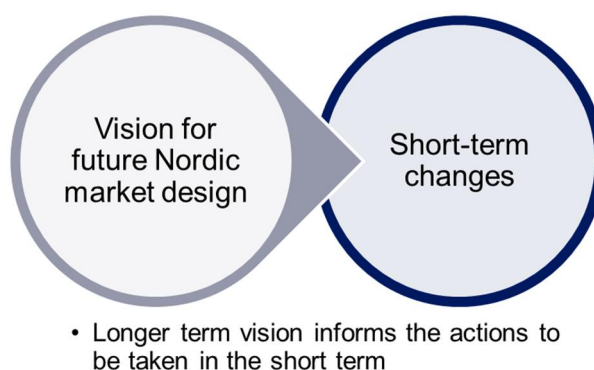 Vision for
future Nordic
market design
Short-term
changes
• Longer term vision informs the actions to
be taken in the short term